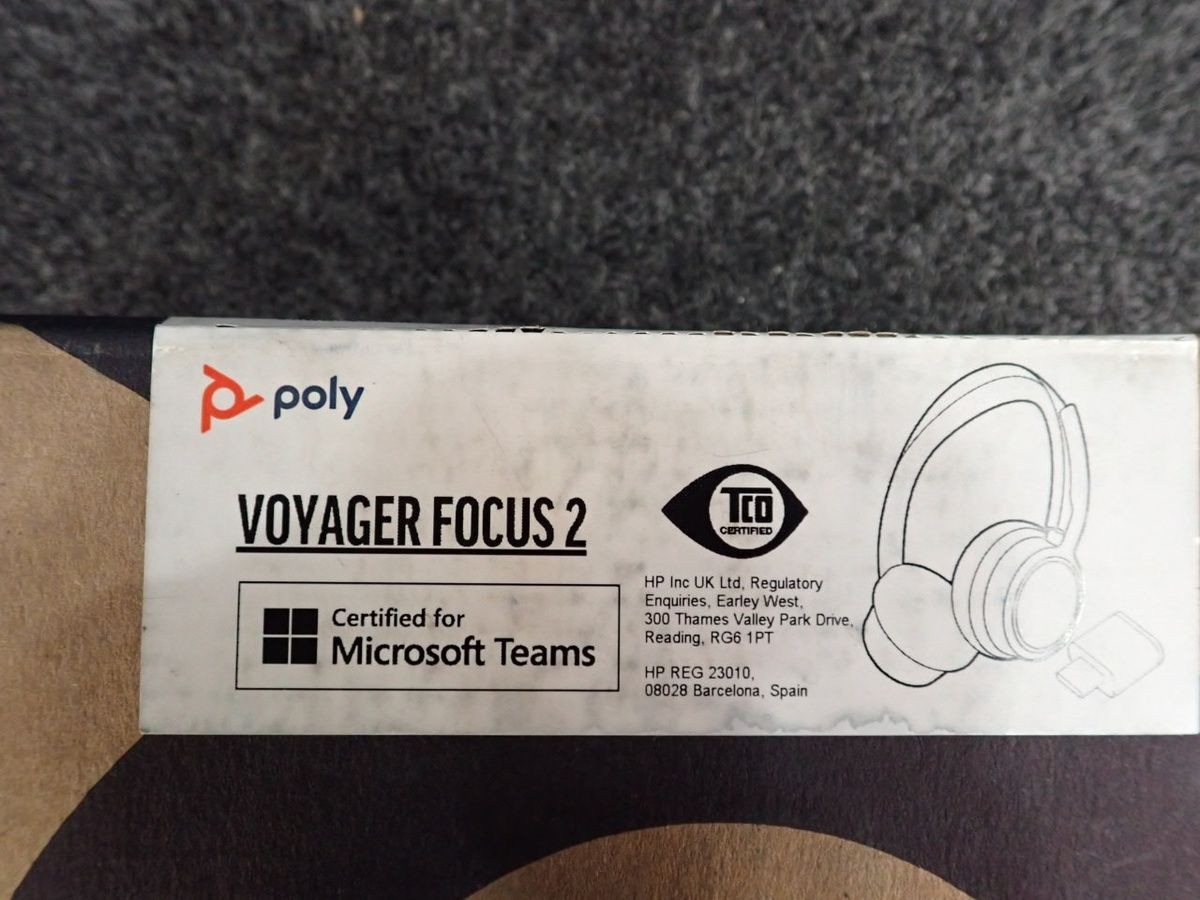 poly
VOYAGER FOCUS 2
Certified for
Microsoft Teams
TCO
CERTIFIED
HP Inc UK Ltd, Regulatory
Enquiries, Earley West,
300 Thames Valley Park Drive,
Reading, RG6 1PT
HP REG 23010,
08028 Barcelona, Spain